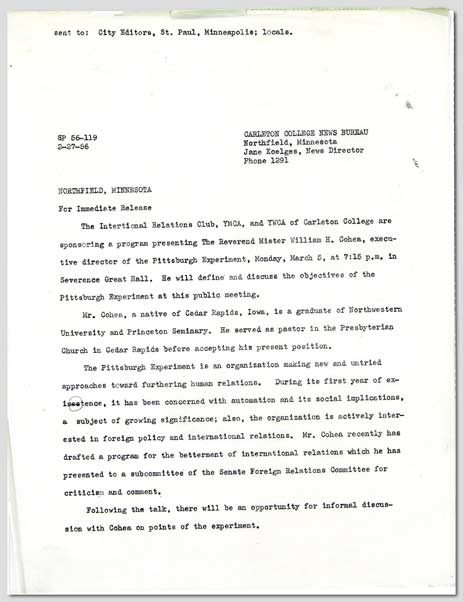 sent to: City Editors, St. Paul, Minneapolis; locals.
SP 56-119
2-27-56
CARLETON COLLEGE NEWS BUREAU
Northfield, Minnesota
Jane Koelges, News Director
Phone 1291
NORTHFIELD, MINNESOTA
For Immediate Release
The Intertional Relations Club, YMCA, and YWCA of Carleton College are
sponsoring a program presenting The Reverend Mister William H. Cohea, execu-
tive director of the Pittsburgh Experiment, Monday, March 5, at 7:15 p.m. in
Severence Great Hall. He will define and discuss the objectives of the
Pittsburgh Experiment at this public meeting.
Mr. Cohea, a native of Cedar Rapids, Iowa, is a graduate of Northwestern
University and Princeton Seminary. He served as pastor in the Presbyterian
Church in Cedar Rapids before accepting his present position.
The Pittsburgh Experiment is an organization making new and untried
approaches toward furthering human relations. During its first year of ex-
istence, it has been concerned with automation and its social implications,
a subject of growing significance; also, the organization is actively inter-
ested in foreign policy and international relations. Mr. Cohea recently has
drafted a program for the betterment of international relations which he has
presented to a subcommittee of the Senate Foreign Relations Committee for
criticism and comment.
Following the talk, there will be an opportunity for informal discus-
sion with Cohea on points of the experiment.